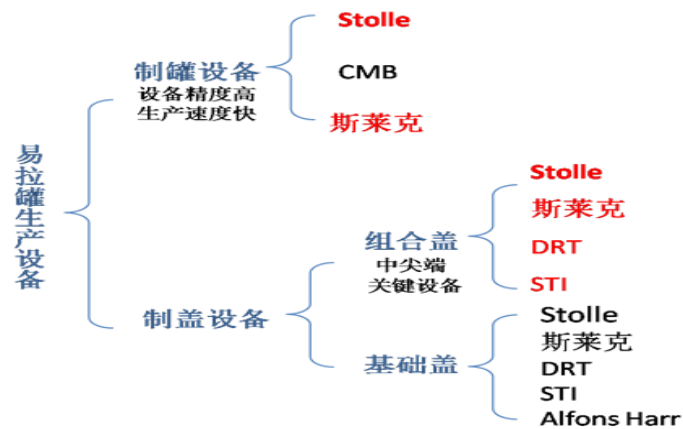 易拉罐生产设备
制罐设备
设备精度高
生产速度快
Stolle
CMB
斯莱克
制盖设备
组合盖
中尖端
关键设备
Stolle
斯莱克
DRT
STI
基础盖
Stolle
斯莱克
DRT
STI
Alfons Harr